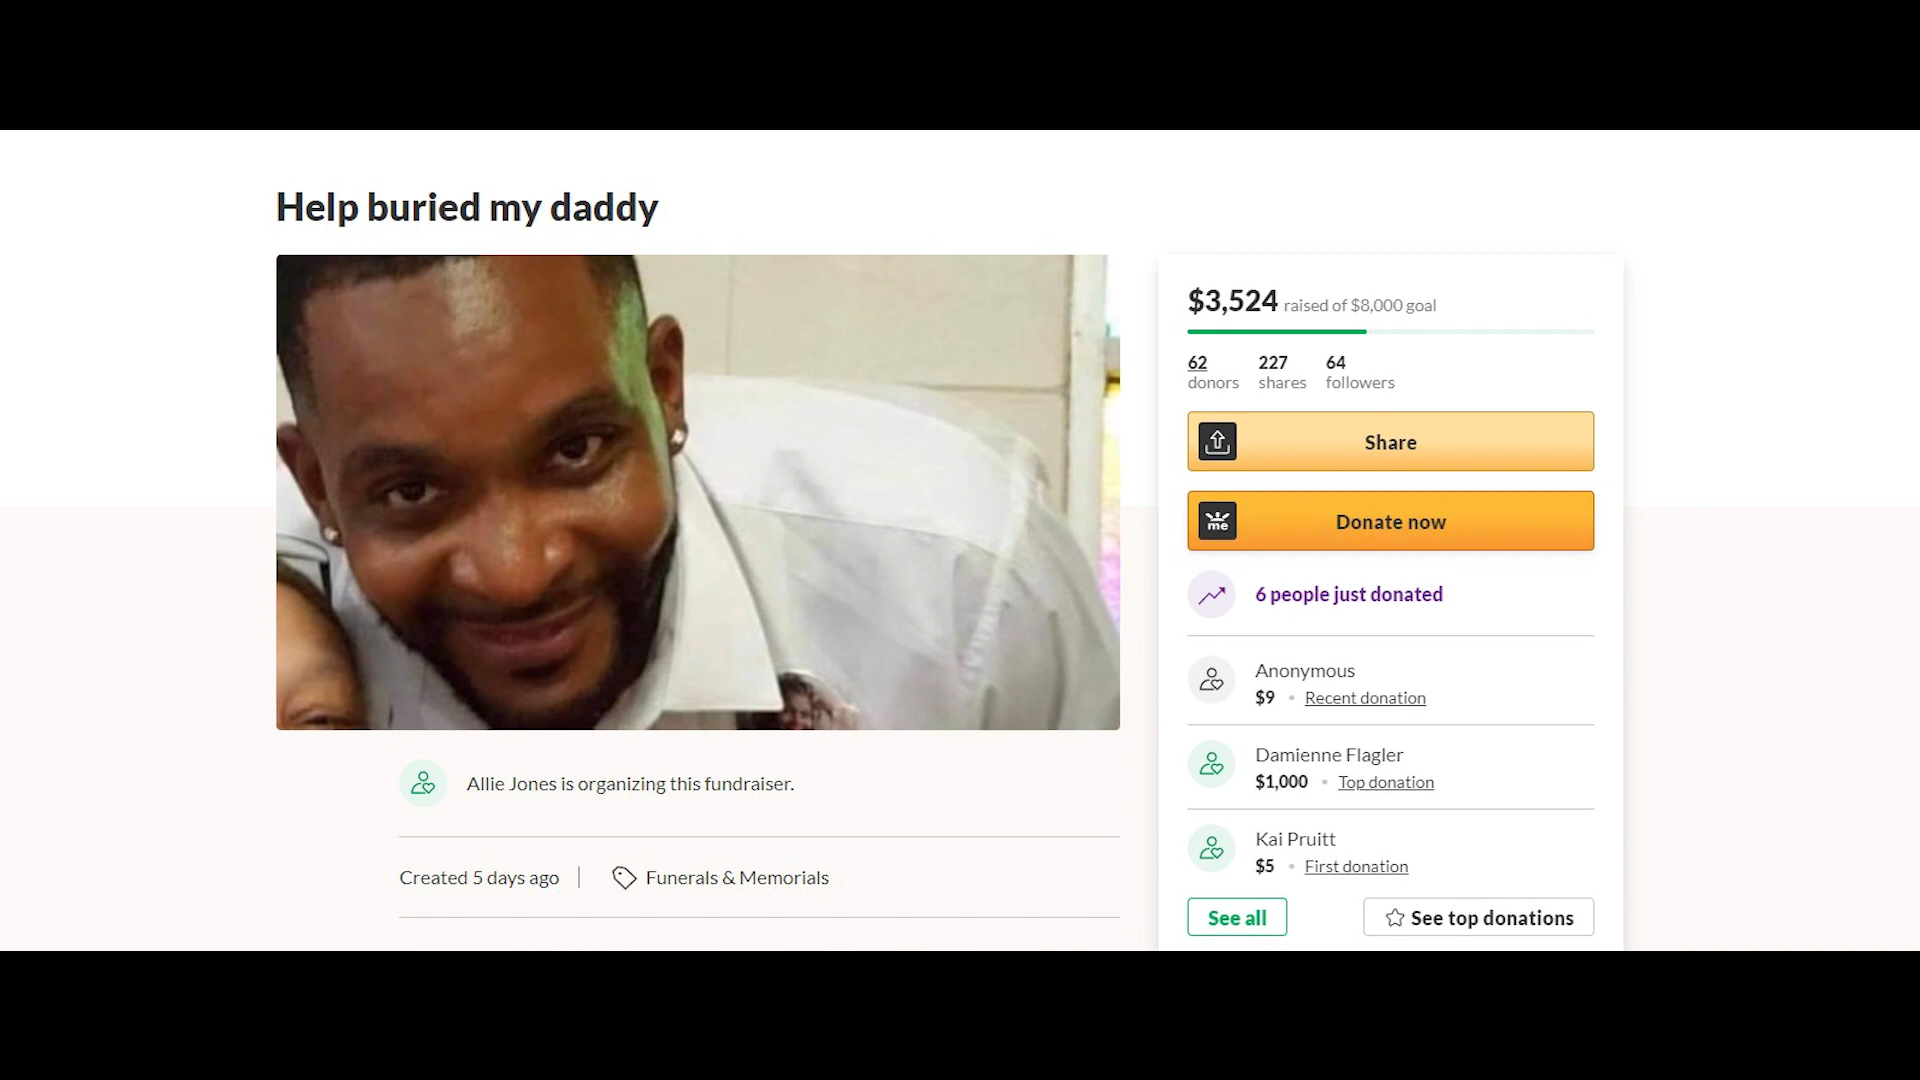 Help buried my daddy
$3,524 raised of $8,000 goal
62 227 64
donors shares followers
Share
me Donate now
6 people just donated
Anonymous
$9 • Recent donation
Damienne Flagler
$1,000 • Top donation
Kai Pruitt
$5 • First donation
See all See top donations
Allie Jones is organizing this fundraiser.
Created 5 days ago | Funerals & Memorials